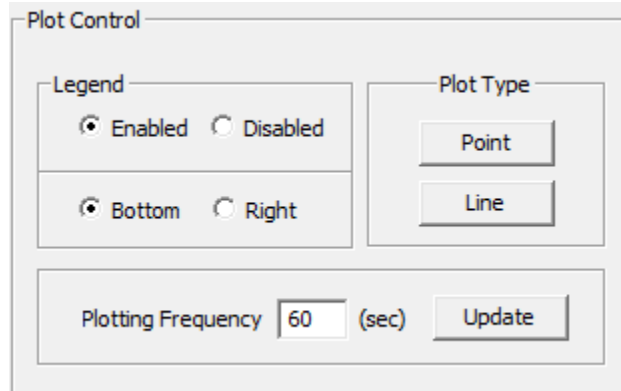 Plot Control
Legend
Plot Type
Enabled Disabled
Point
Bottom Right
Line
Plotting Frequency 60 (sec) Update